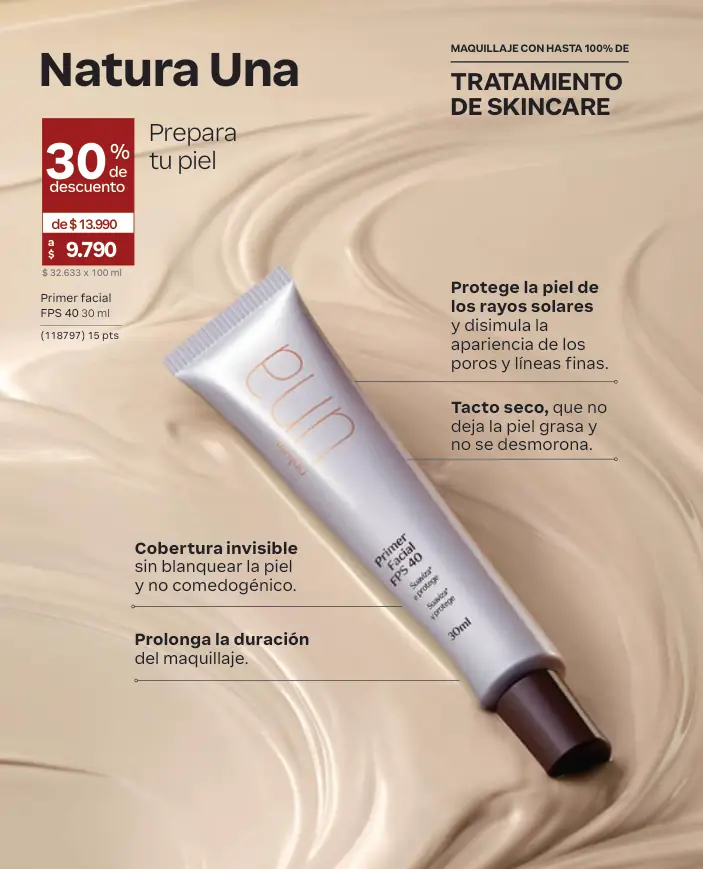 Natura Una
MAQUILLAJE CON HASTA 100% DE
TRATAMIENTO
DE SKINCARE
30%
de
descuento
de $ 13.990
a
$ 9.790
$ 32.633 x 100 ml
Prepara
tu piel
Primer facial
FPS 40 30 ml
(118797) 15 pts
Protege la piel de
los rayos solares
y disimula la
apariencia de los
poros y líneas finas.
Tacto seco, que no
deja la piel grasa y
no se desmorona.
Cobertura invisible
sin blanquear la piel
y no comedogénico.
Prolonga la duración
del maquillaje.
una
natura
Primer
Facial
FPS 40
Suaviza*
e protege
Suaviza*
y protege
30ml